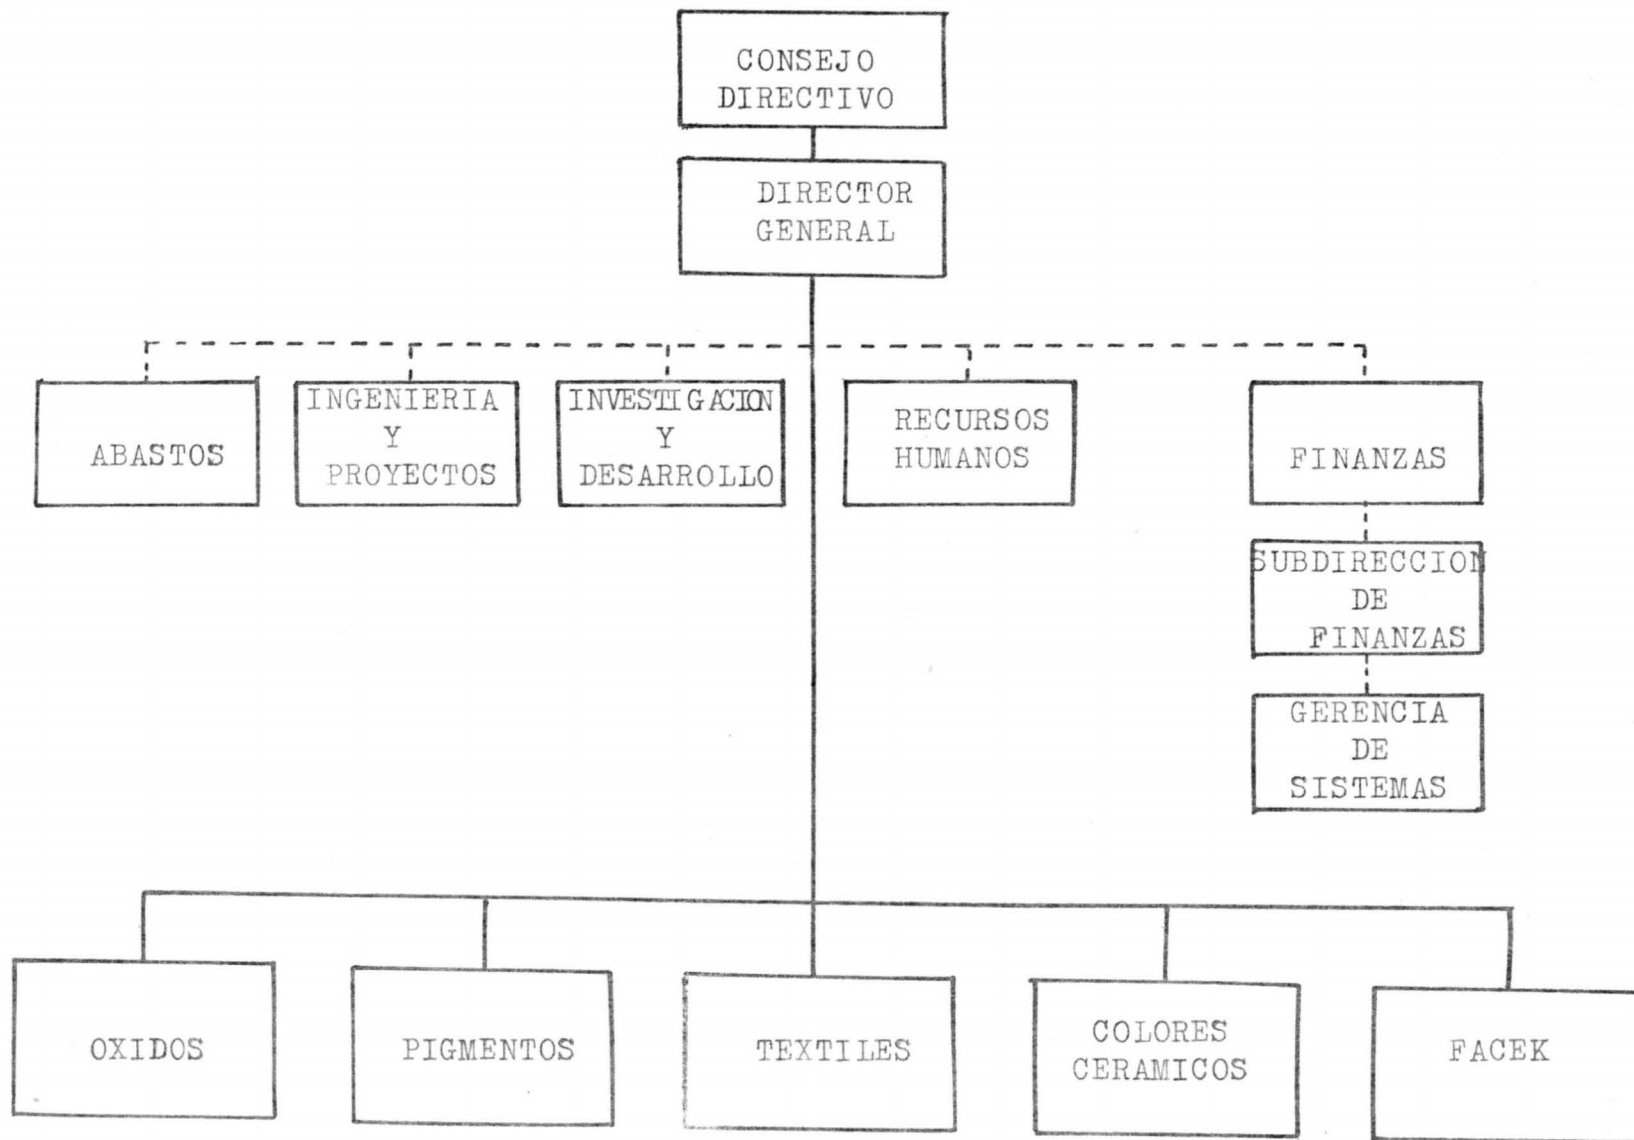 CONSEJO
DIRECTIVO
DIRECTOR
GENERAL
ABASTOS
INGENIERIA
Y
PROYECTOS
INVESTIGACION
Y
DESARROLLO
RECURSOS
HUMANOS
FINANZAS
SUBDIRECCION
DE
FINANZAS
GERENCIA
DE
SISTEMAS
OXIDOS
PIGMENTOS
TEXTILES
COLORES
CERAMICOS
FACEK